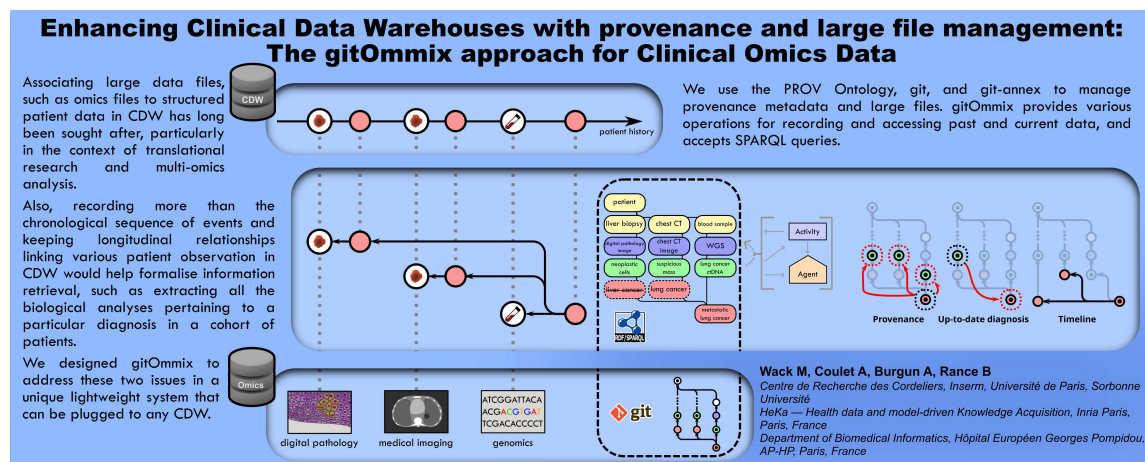 Enhancing Clinical Data Warehouses with provenance and large file management:
The gitOmmix approach for Clinical Omics Data
Associating large data files,
such as omics files to structured
patient data in CDW has long
been sought after, particularly
in the context of translational
research and multi-omics
analysis.
Also, recording more than the
chronological sequence of events and
keeping longitudinal relationships
linking various patient observation in
CDW would help formalise information
retrieval, such as extracting all the
biological analyses pertaining to a
particular diagnosis in a cohort of
patients.
We designed gitOmmix to
address these two issues in a
unique lightweight system that
can be plugged to any CDW.
CDW
patient history
We use the PROV Ontology, git, and git-annex to manage
provenance metadata and large files. gitOmmix provides various
operations for recording and accessing past and current data, and
accepts SPARQL queries.
patient
liver biopsy
chest CT
blood sample
digital pathology
image
chest CT
image
WGS
neoplastic
cells
suspicious
mass
lung cancer
ctDNA
liver cancer
lung cancer
metastatic
lung cancer
RDF/SPARQL
Activity
Agent
Provenance
Up-to-date diagnosis
Timeline
Omics
digital pathology
medical imaging
ATCGGATTACA
ACGACGTGAT
TCGACACCCCT
genomics
git
Wack M, Coulet A, Burgun A, Rance B
Centre de Recherche des Cordeliers, Inserm, Université de Paris, Sorbonne
Université
HeKa — Health data and model-driven Knowledge Acquisition, Inria Paris,
Paris, France
Department of Biomedical Informatics, Hôpital Européen Georges Pompidou,
AP-HP, Paris, France